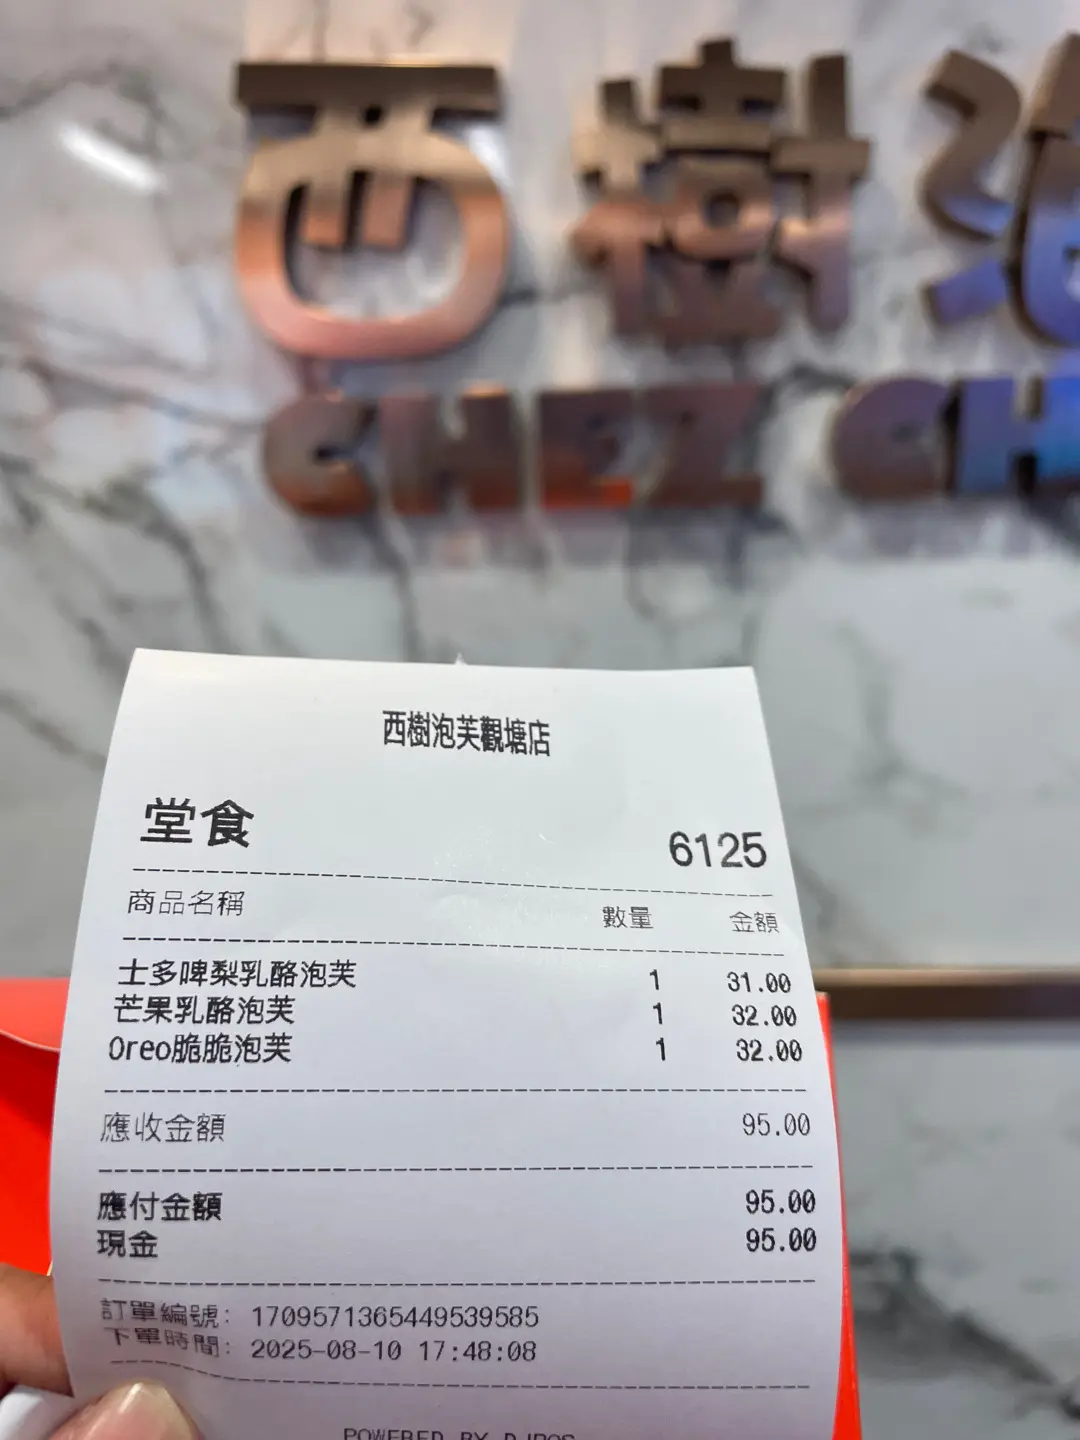 西樹泡
CHEZ CH
西樹泡芙觀塘店
堂食 6125
商品名稱 數量 金額
士多啤梨乳酪泡芙 1 31.00
芒果乳酪泡芙 1 32.00
Oreo脆脆泡芙 1 32.00
應收金額 95.00
應付金額 95.00
現金 95.00
訂單編號: 1709571365449539585
下單時間: 2025-08-10 17:48:08
POWERED BY DJPOS